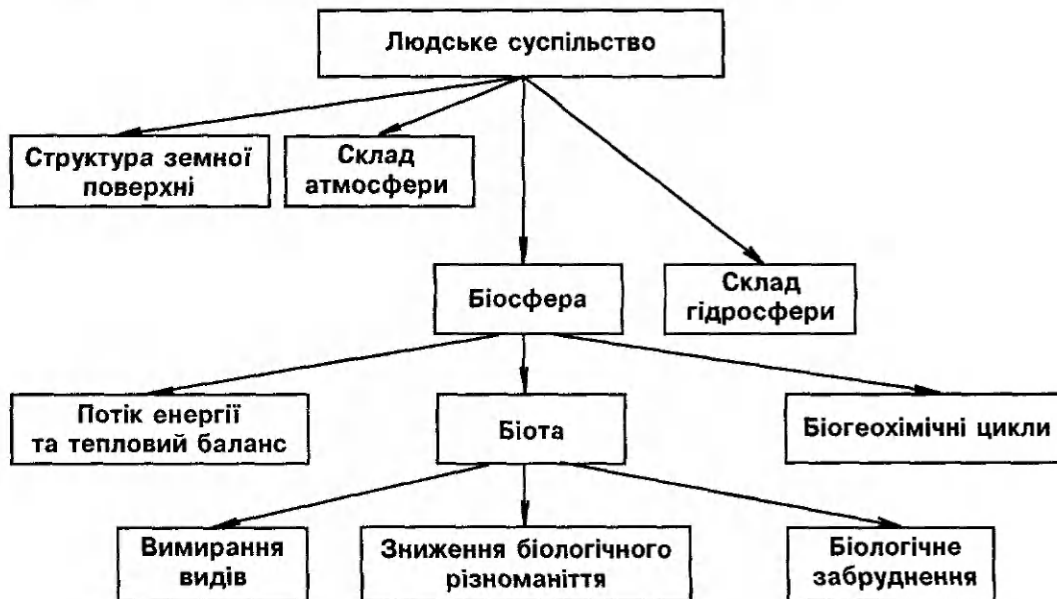 Людське суспільство
Структура земної
поверхні
Склад
атмосфери
Біосфера
Склад
гідросфери
Потік енергії
та тепловий баланс
Біота
Біогеохімічні цикли
Вимирання
видів
Зниження біологічного
різноманіття
Біологічне
забруднення